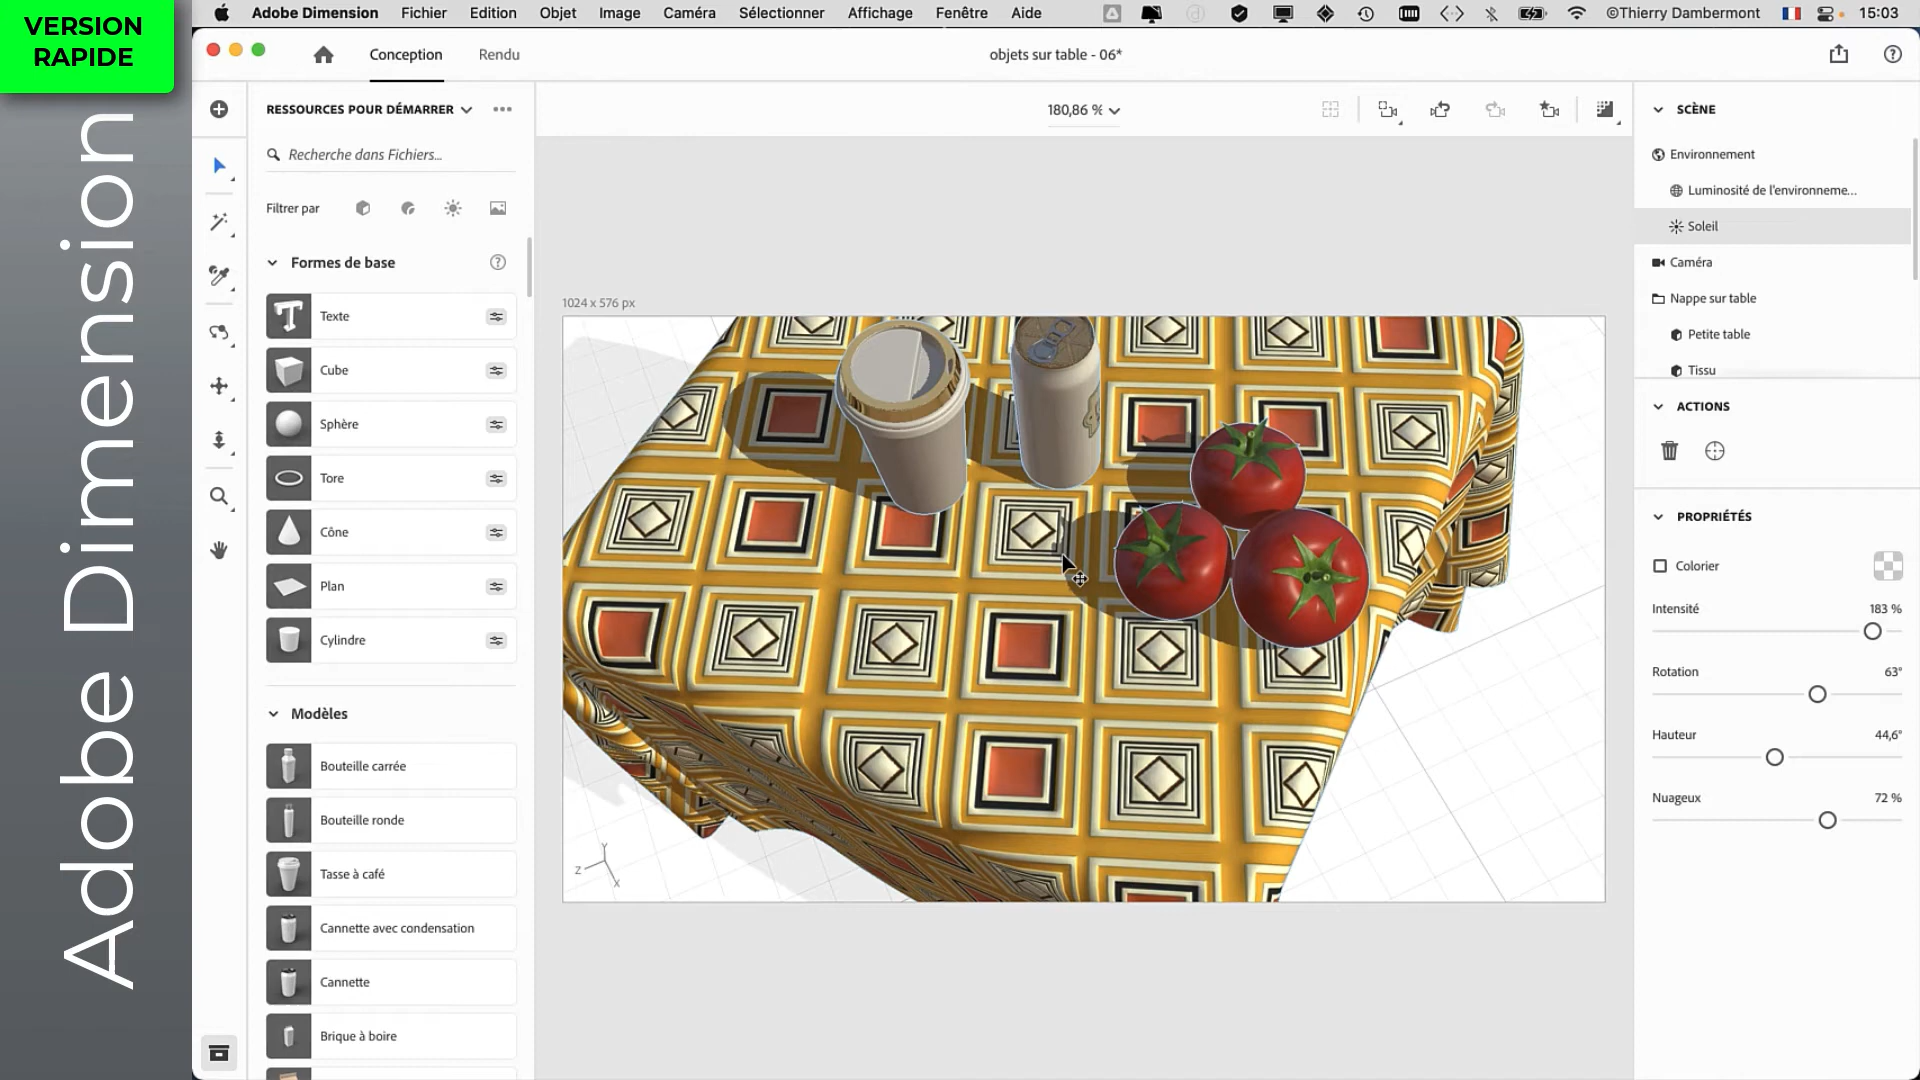 VERSION
RAPIDE
Adobe Dimension
Adobe Dimension Fichier Edition Objet Image Caméra Sélectionner Affichage Fenêtre Aide ©Thierry Dambermont 15:03
Conception Rendu objets sur table - 06*
RESSOURCES POUR DÉMARRER
Recherche dans Fichiers...
Filtrer par
Formes de base
Texte
Cube
Sphère
Tore
Cône
Plan
Cylindre
Modèles
Bouteille carrée
Bouteille ronde
Tasse à café
Cannette avec condensation
Cannette
Brique à boire
180,86 %
1024 x 576 px
Y
Z
X
SCÈNE
Environnement
Luminosité de l'environneme...
Soleil
Caméra
Nappe sur table
Petite table
Tissu
ACTIONS
PROPRIÉTÉS
Colorier
Intensité 183 %
Rotation 63°
Hauteur 44,6°
Nuageux 72 %